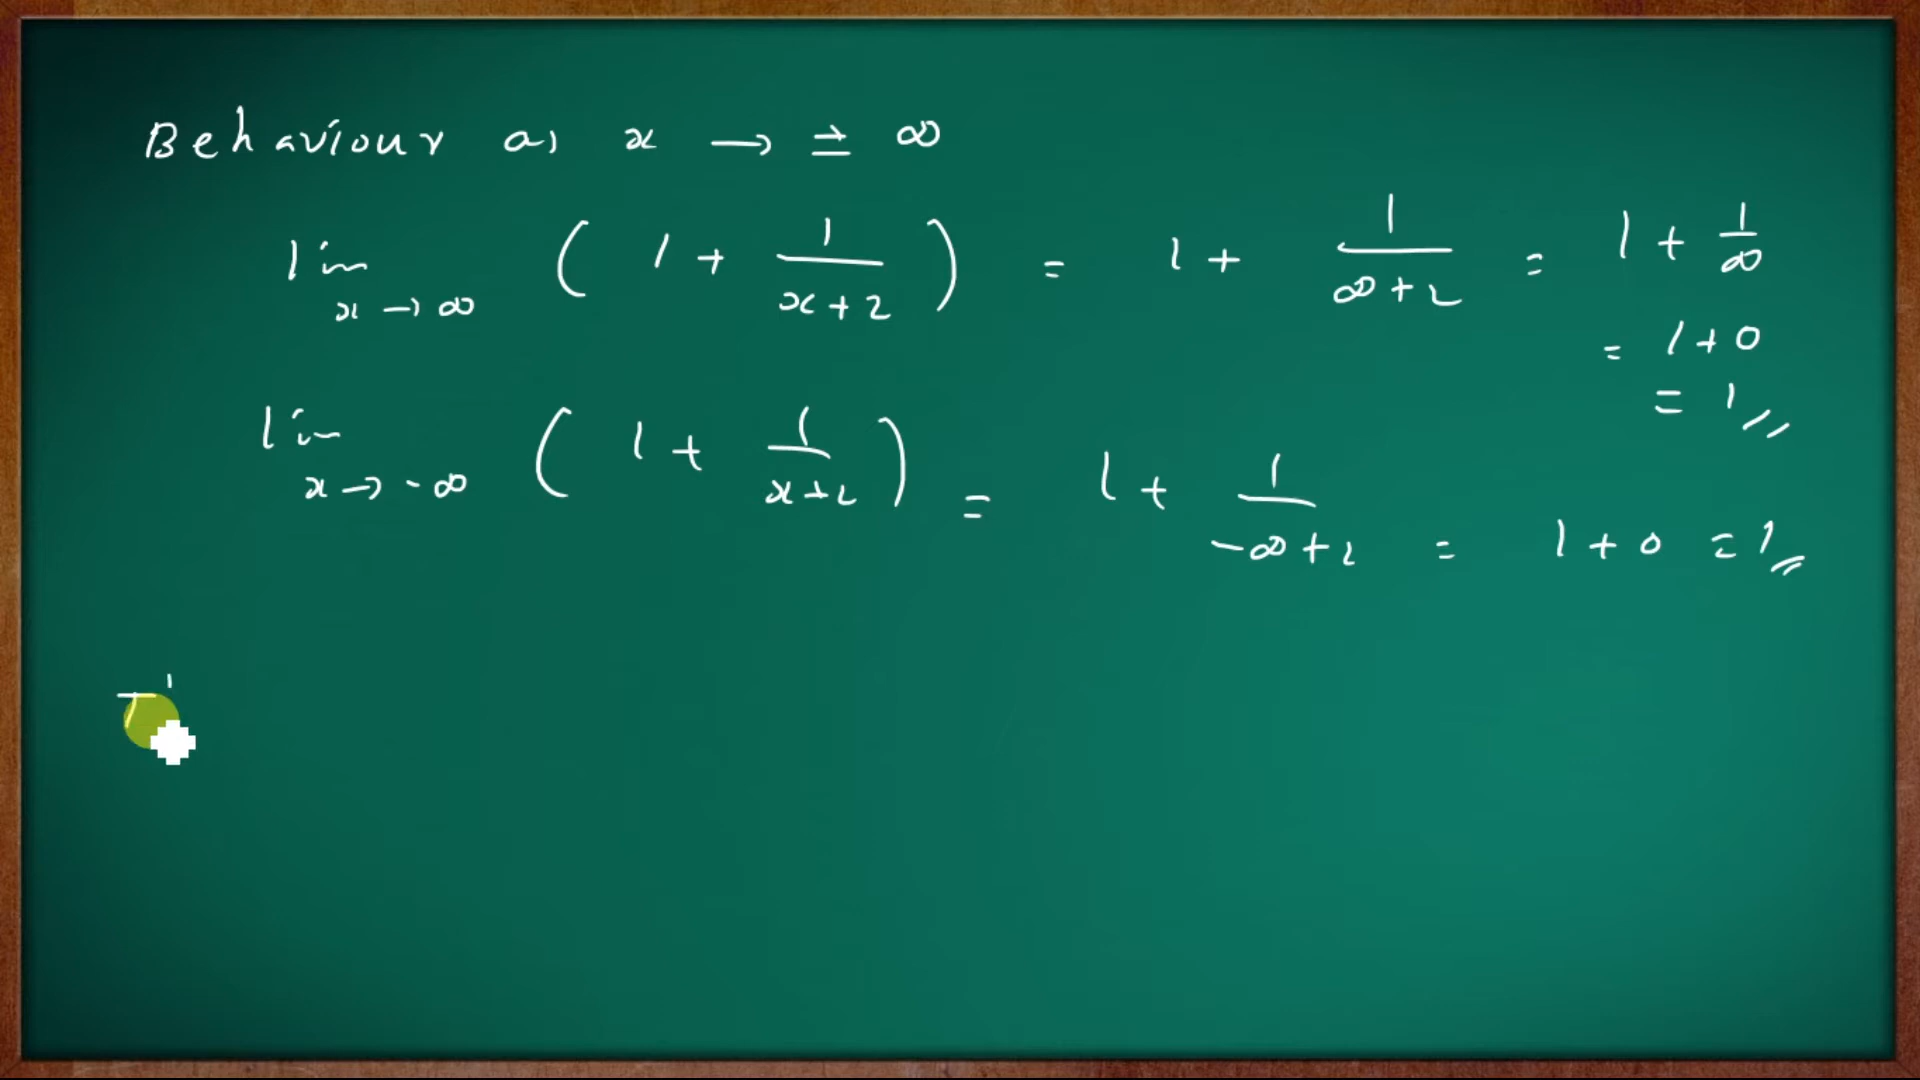 Behaviour as x → ± ∞
lim x → ∞ ( 1 + 1/(x+2) ) = 1 + 1/(∞+2) = 1 + 1/∞
= 1 + 0
= 1
lim x → -∞ ( 1 + 1/(x+2) ) = 1 + 1/(-∞+2) = 1 + 0 = 1